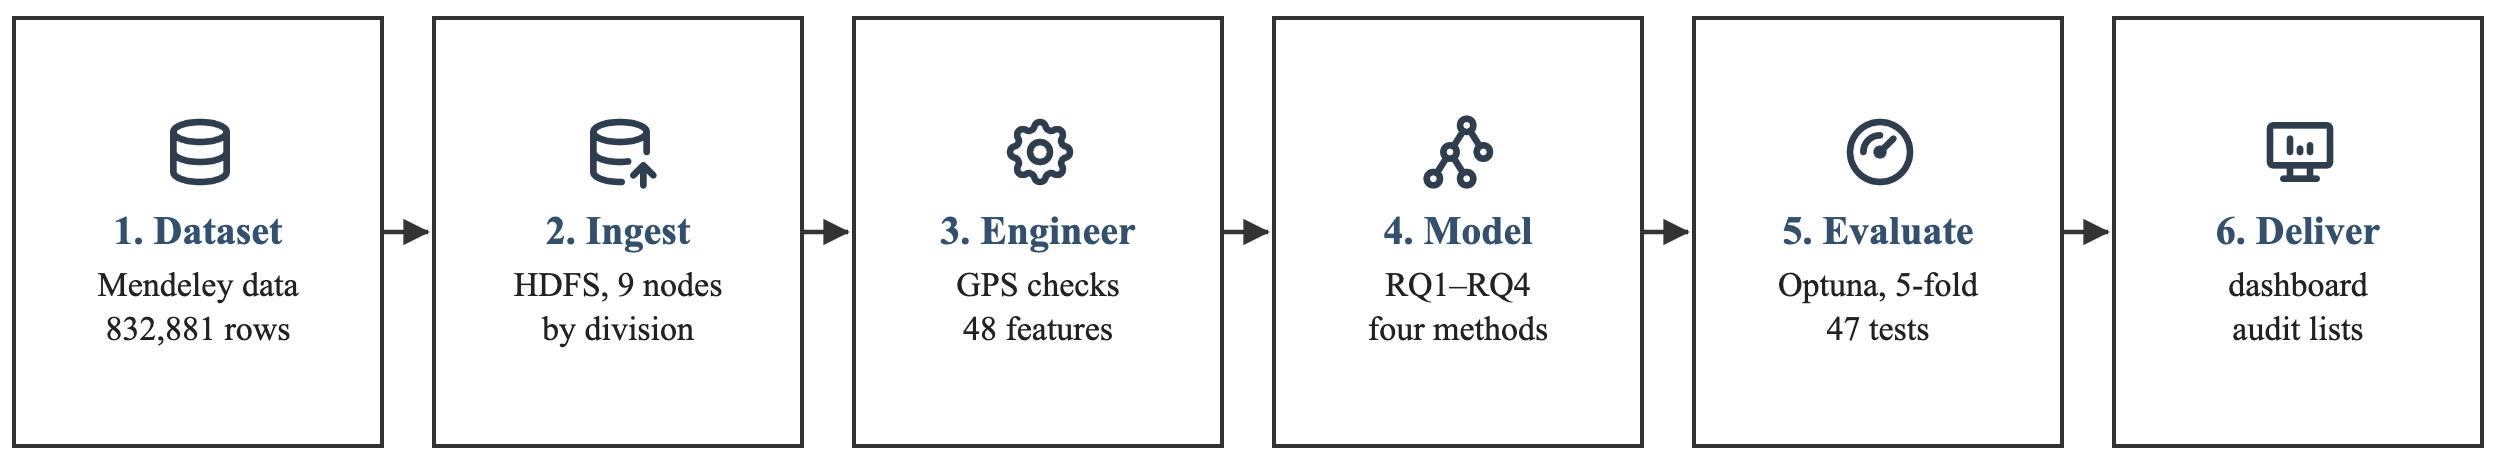 1. Dataset
Mendeley data
832,881 rows
2. Ingest
HDFS, 9 nodes
by division
3. Engineer
GPS checks
48 features
4. Model
RQ1–RQ4
four methods
5. Evaluate
Optuna, 5-fold
47 tests
6. Deliver
dashboard
audit lists